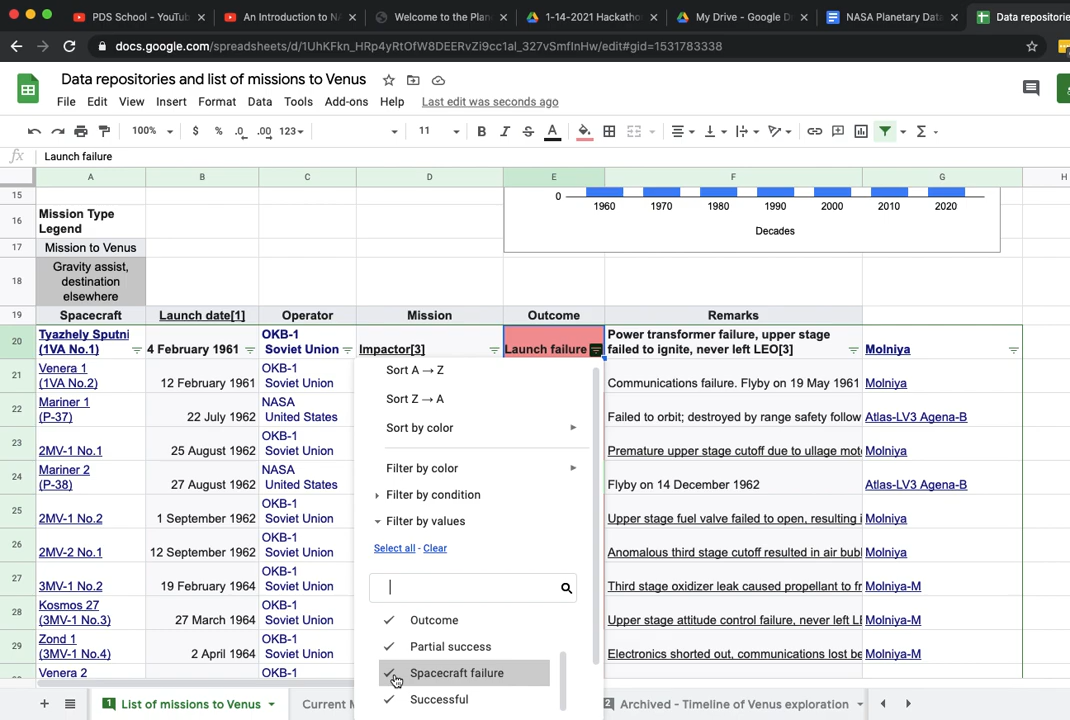 PDS School - YouTub
An Introduction to NA
Welcome to the Plane
1-14-2021 Hackatho
My Drive - Google D
NASA Planetary Data
Data repositorie
docs.google.com/spreadsheets/d/1UhKFkn_HRp4yRtOfW8DEERvZi9cc1al_327vSmfInHw/edit#gid=1531783338
Data repositories and list of missions to Venus
File Edit View Insert Format Data Tools Add-ons Help Last edit was seconds ago
100% $ % .0 .00 123 11 B I S A Σ
fx Launch failure
A B C D E F G H
15
0
1960 1970 1980 1990 2000 2010 2020
Decades
16 Mission Type
Legend
17 Mission to Venus
18 Gravity assist,
destination
elsewhere
19 Spacecraft Launch date[1] Operator Mission Outcome Remarks
20 Tyazhely Sputni
(1VA No.1) 4 February 1961 OKB-1
Soviet Union Impactor[3] Launch failure Power transformer failure, upper stage
failed to ignite, never left LEO[3] Molniya
21 Venera 1
(1VA No.2) 12 February 1961 OKB-1
Soviet Union Communications failure. Flyby on 19 May 1961 Molniya
22 Mariner 1
(P-37) 22 July 1962 NASA
United States Failed to orbit; destroyed by range safety follow Atlas-LV3 Agena-B
23 2MV-1 No.1 25 August 1962 OKB-1
Soviet Union Premature upper stage cutoff due to ullage moto Molniya
24 Mariner 2
(P-38) 27 August 1962 NASA
United States Flyby on 14 December 1962 Atlas-LV3 Agena-B
25 2MV-1 No.2 1 September 1962 OKB-1
Soviet Union Upper stage fuel valve failed to open, resulting i Molniya
26 2MV-2 No.1 12 September 1962 OKB-1
Soviet Union Anomalous third stage cutoff resulted in air bubl Molniya
27 3MV-1 No.2 19 February 1964 OKB-1
Soviet Union Third stage oxidizer leak caused propellant to fr Molniya-M
28 Kosmos 27
(3MV-1 No.3) 27 March 1964 OKB-1
Soviet Union Upper stage attitude control failure, never left LE Molniya-M
29 Zond 1
(3MV-1 No.4) 2 April 1964 OKB-1
Soviet Union Electronics shorted out, communications lost be Molniya-M
Venera 2 OKB-1
Sort A → Z
Sort Z → A
Sort by color
Filter by color
Filter by condition
Filter by values
Select all - Clear
Outcome
Partial success
Spacecraft failure
Successful
1 List of missions to Venus
Current M
2 Archived - Timeline of Venus exploration